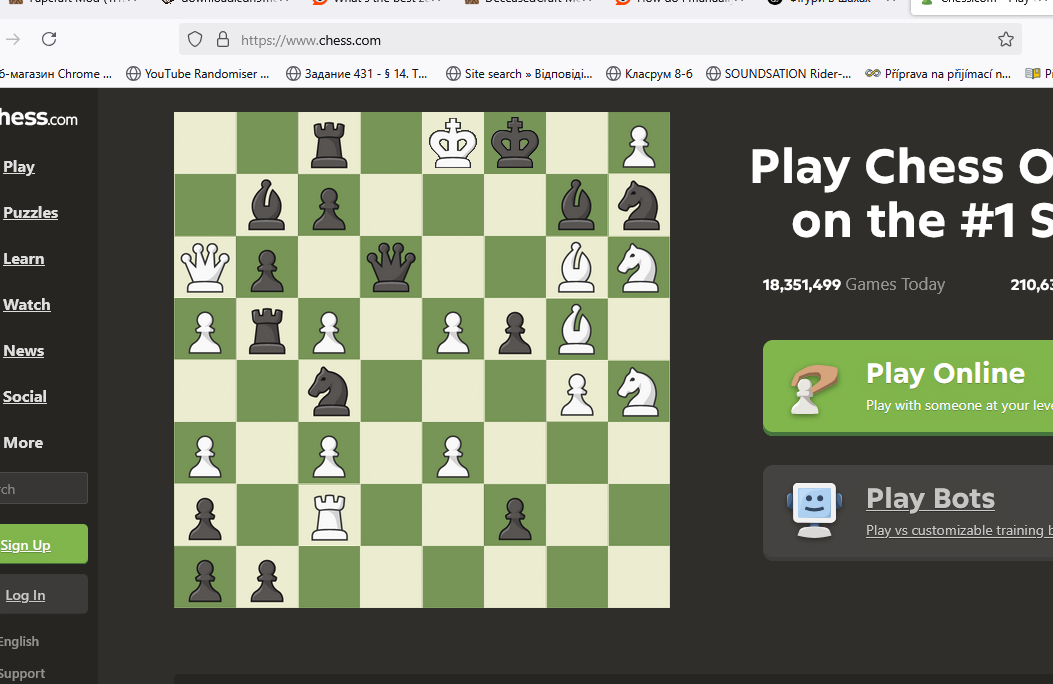 https://www.chess.com
YouTube Randomiser ...
Задание 431 - § 14. Т...
Site search » Відповіді...
Класрум 8-б
SOUNDSATION Rider-...
Příprava na přijímací n...
б-магазин Chrome ...
hess.com
Play
Puzzles
Learn
Watch
News
Social
More
ch
Sign Up
Log In
English
Support
Play Chess O
on the #1 S
18,351,499 Games Today
210,63
Play Online
Play with someone at your leve
Play Bots
Play vs customizable training b